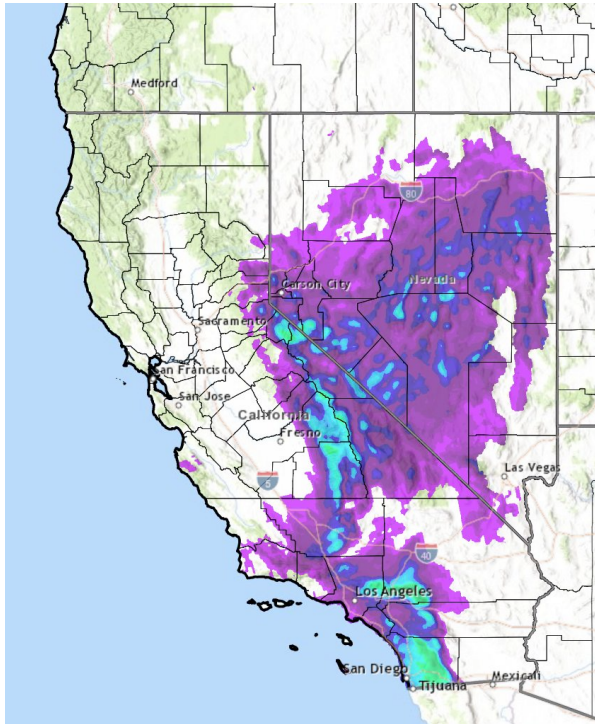 Medford
80
Carson City
Nevada
Sacramento
San Francisco
San Jose
California
Fresno
5
Las Vegas
40
Los Angeles
San Diego
Tijuana
Mexicali